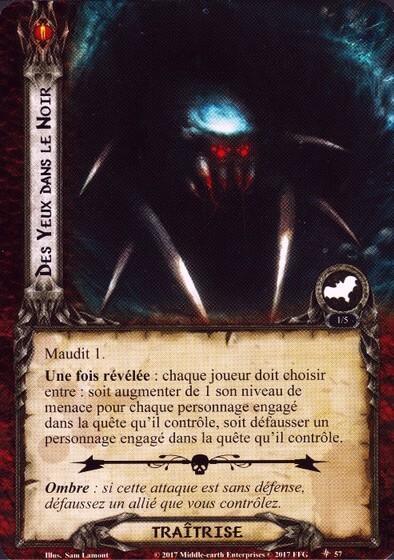 DES YEUX DANS LE NOIR
1/5
Maudit 1.
Une fois révélée : chaque joueur doit choisir
entre : soit augmenter de 1 son niveau de
menace pour chaque personnage engagé
dans la quête qu'il contrôle, soit défausser un
personnage engagé dans la quête qu'il contrôle.
Ombre : si cette attaque est sans défense,
défaussez un allié que vous contrôlez.
TRAÎTRISE
Illus. Sam Lamont © 2017 Middle-earth Enterprises © 2017 FFG 57